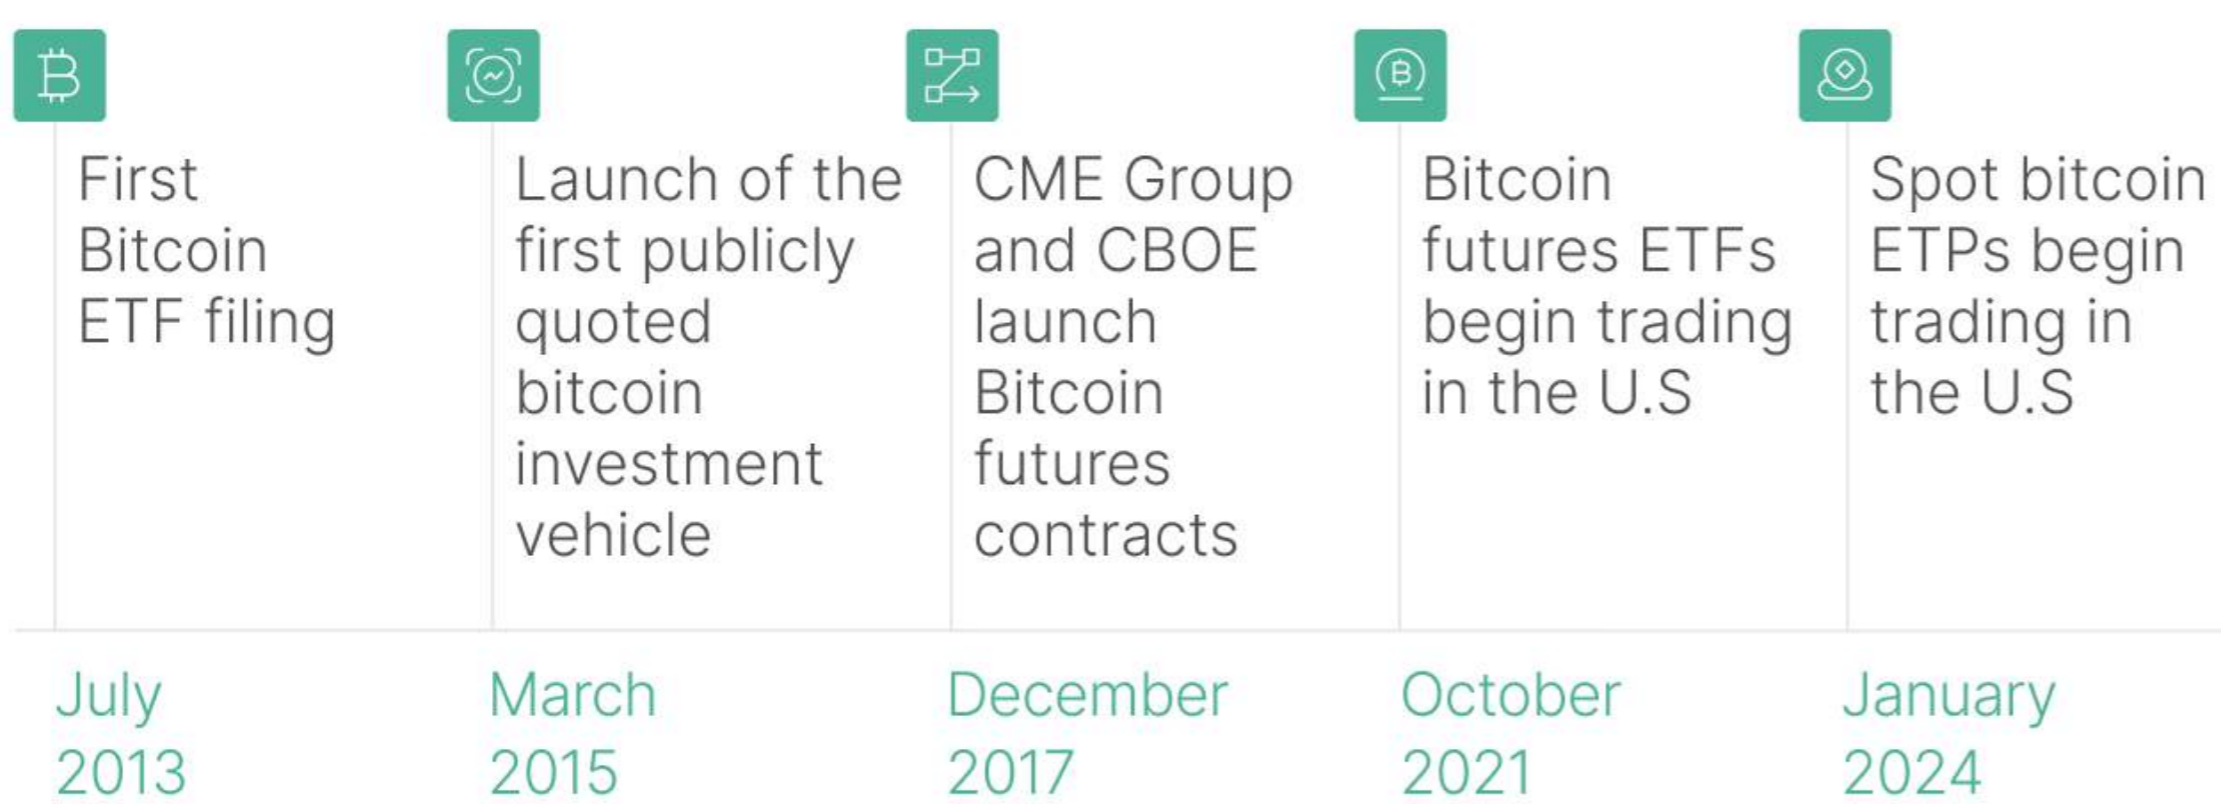 First
Bitcoin
ETF filing
Launch of the
first publicly
quoted
bitcoin
investment
vehicle
CME Group
and CBOE
launch
Bitcoin
futures
contracts
Bitcoin
futures ETFs
begin trading
in the U.S
Spot bitcoin
ETPs begin
trading in
the U.S
July
2013
March
2015
December
2017
October
2021
January
2024